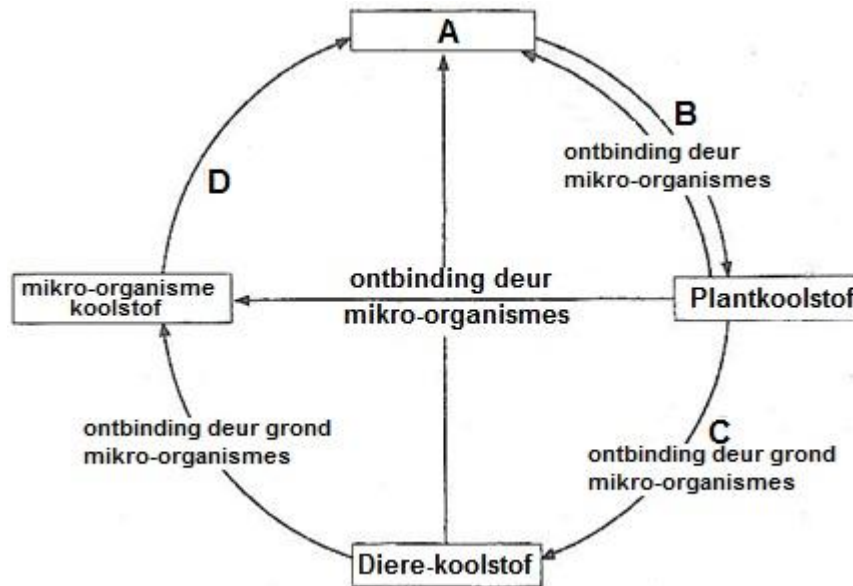 A
B
ontbinding deur
mikro-organismes
D
mikro-organisme
koolstof
ontbinding deur
mikro-organismes
Plantkoolstof
ontbinding deur grond
mikro-organismes
C
ontbinding deur grond
mikro-organismes
Diere-koolstof